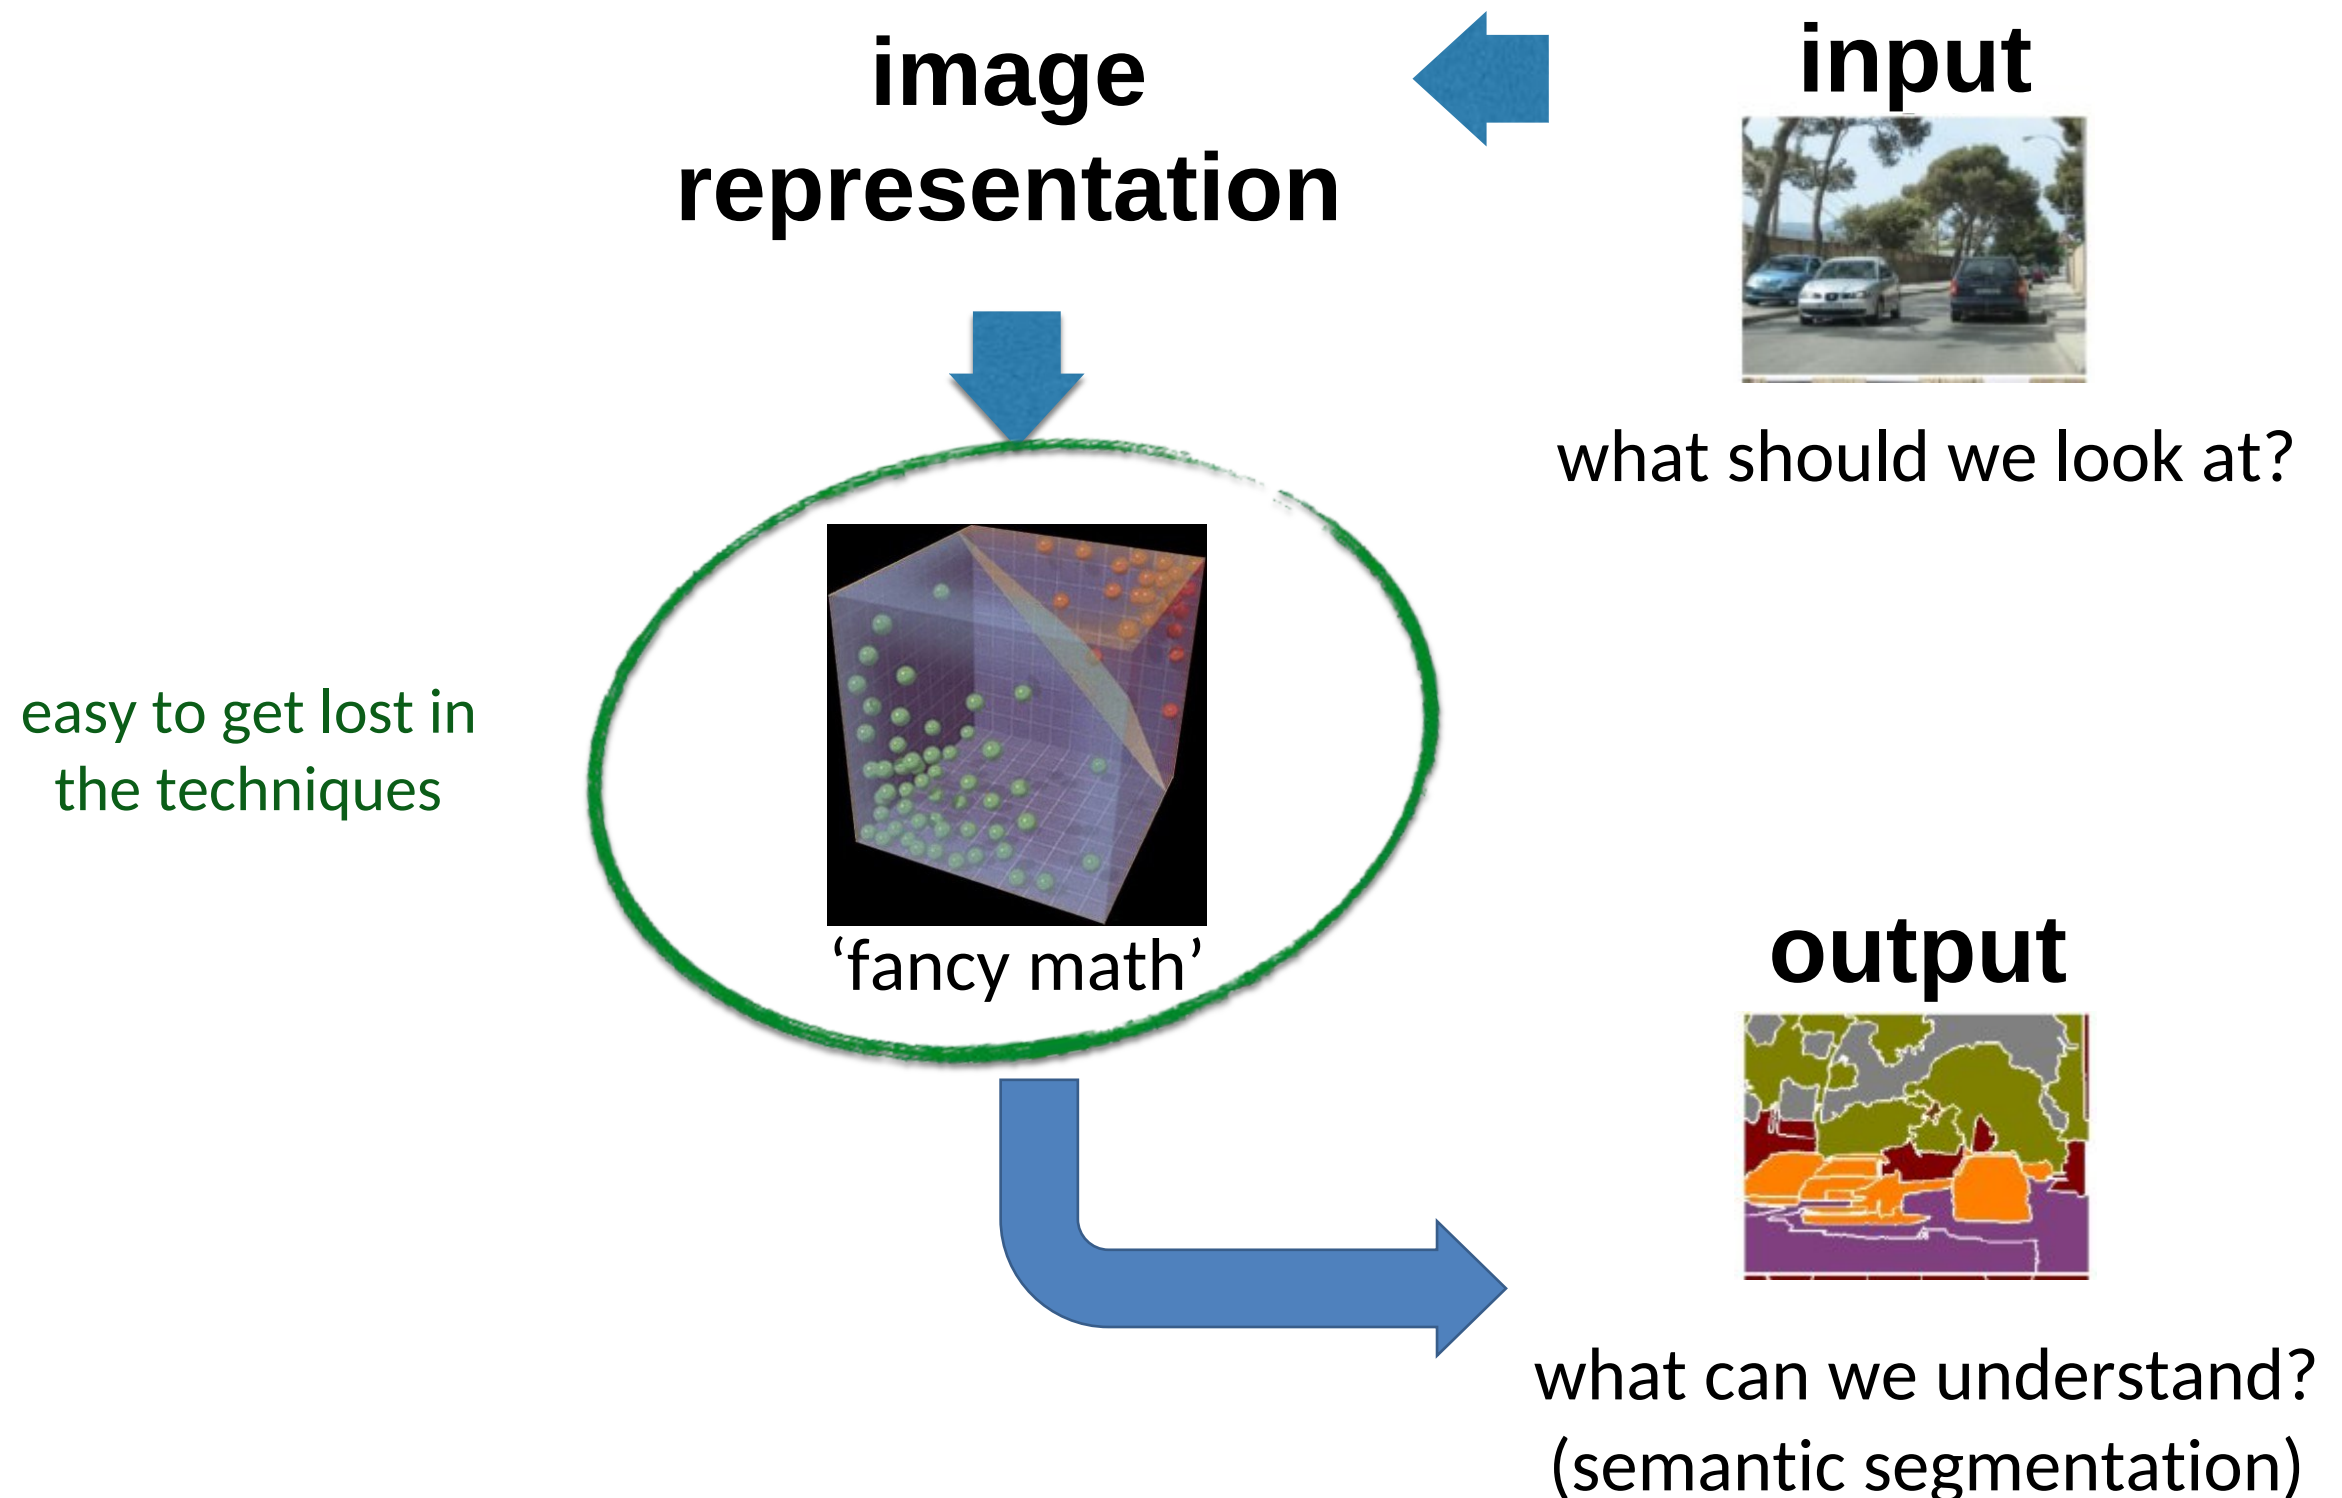 image
representation
input
what should we look at?
easy to get lost in
the techniques
‘fancy math’
output
what can we understand?
(semantic segmentation)